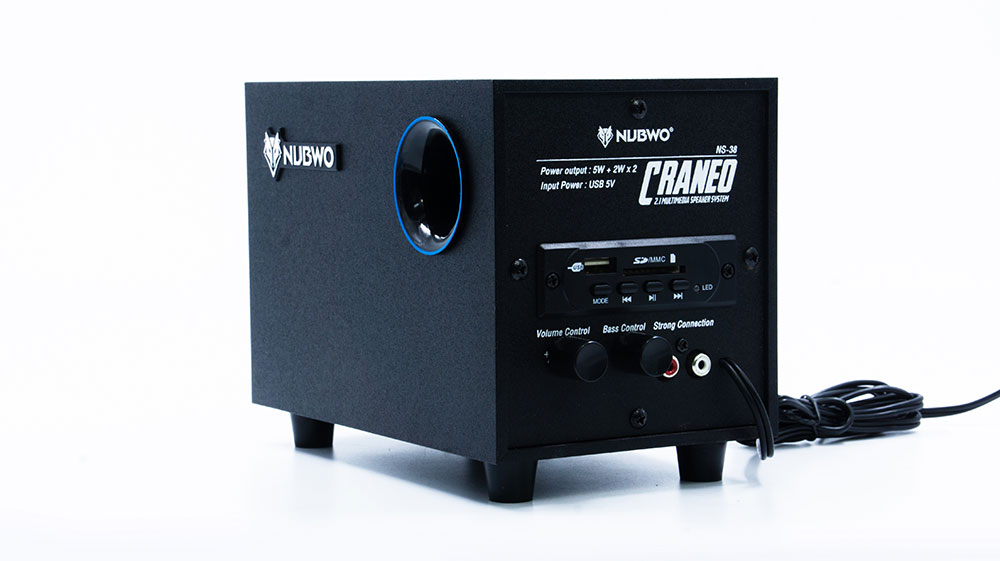 NUBWO
NUBWO®
NS-38
Power output : 5W + 2W x 2
Input Power : USB 5V
CRANEO
2.1 MULTIMEDIA SPEAKER SYSTEM
USB
SD/MMC
MODE
LED
Volume Control
Bass Control
Strong Connection